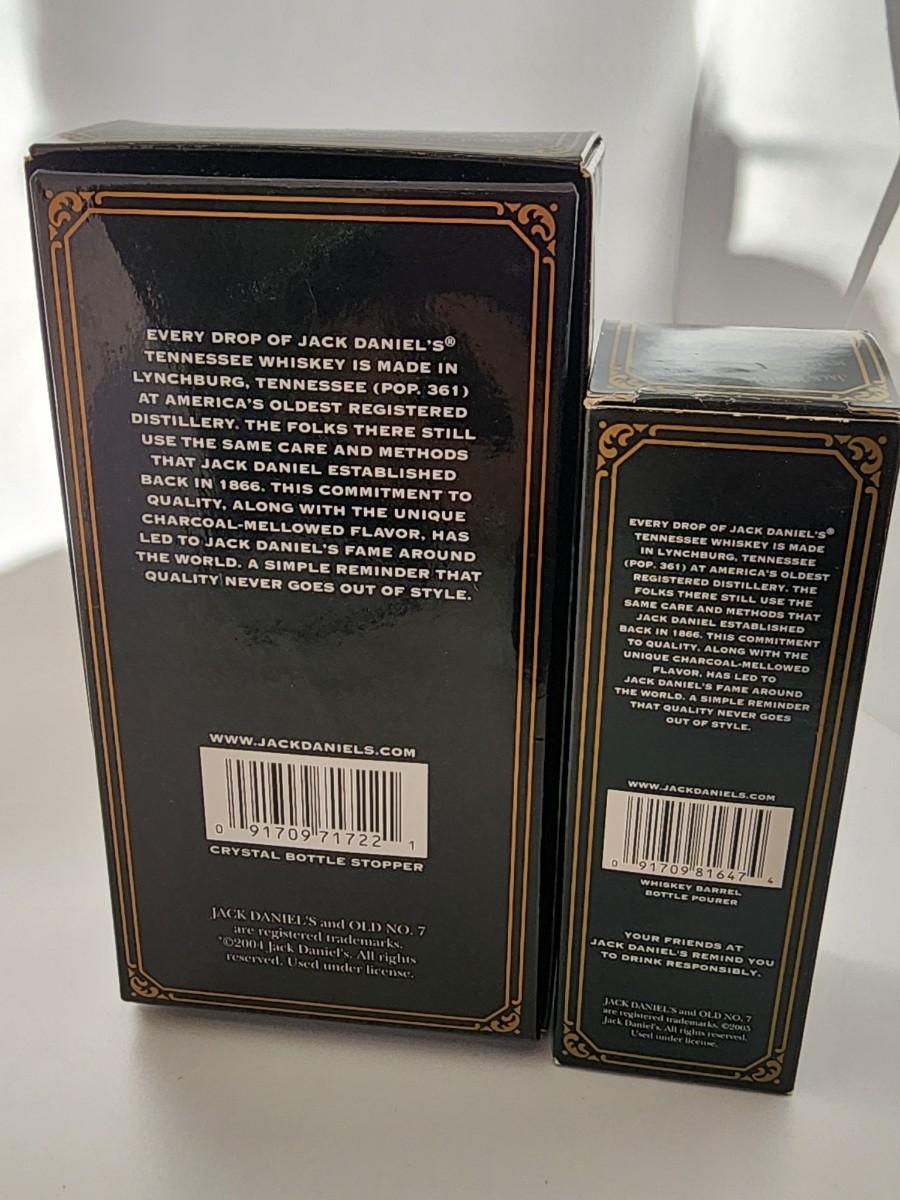 EVERY DROP OF JACK DANIEL'S®
TENNESSEE WHISKEY IS MADE IN
LYNCHBURG, TENNESSEE (POP. 361)
AT AMERICA'S OLDEST REGISTERED
DISTILLERY. THE FOLKS THERE STILL
USE THE SAME CARE AND METHODS
THAT JACK DANIEL ESTABLISHED
BACK IN 1866. THIS COMMITMENT TO
QUALITY, ALONG WITH THE UNIQUE
CHARCOAL-MELLOWED FLAVOR, HAS
LED TO JACK DANIEL'S FAME AROUND
THE WORLD. A SIMPLE REMINDER THAT
QUALITY NEVER GOES OUT OF STYLE.
WWW.JACKDANIELS.COM
0 91709 71722 1
CRYSTAL BOTTLE STOPPER
JACK DANIEL'S and OLD NO. 7
are registered trademarks.
©2004 Jack Daniel's. All rights
reserved. Used under license.
EVERY DROP OF JACK DANIEL'S®
TENNESSEE WHISKEY IS MADE
IN LYNCHBURG, TENNESSEE
(POP. 361) AT AMERICA'S OLDEST
REGISTERED DISTILLERY. THE
FOLKS THERE STILL USE THE
SAME CARE AND METHODS THAT
JACK DANIEL ESTABLISHED
BACK IN 1866. THIS COMMITMENT
TO QUALITY, ALONG WITH THE
UNIQUE CHARCOAL-MELLOWED
FLAVOR, HAS LED TO
JACK DANIEL'S FAME AROUND
THE WORLD. A SIMPLE REMINDER
THAT QUALITY NEVER GOES
OUT OF STYLE.
WWW.JACKDANIELS.COM
0 91709 81647 4
WHISKEY BARREL
BOTTLE POURER
YOUR FRIENDS AT
JACK DANIEL'S REMIND YOU
TO DRINK RESPONSIBLY.
JACK DANIEL'S and OLD NO. 7
are registered trademarks. ©2005
Jack Daniel's. All rights reserved.
Used under license.